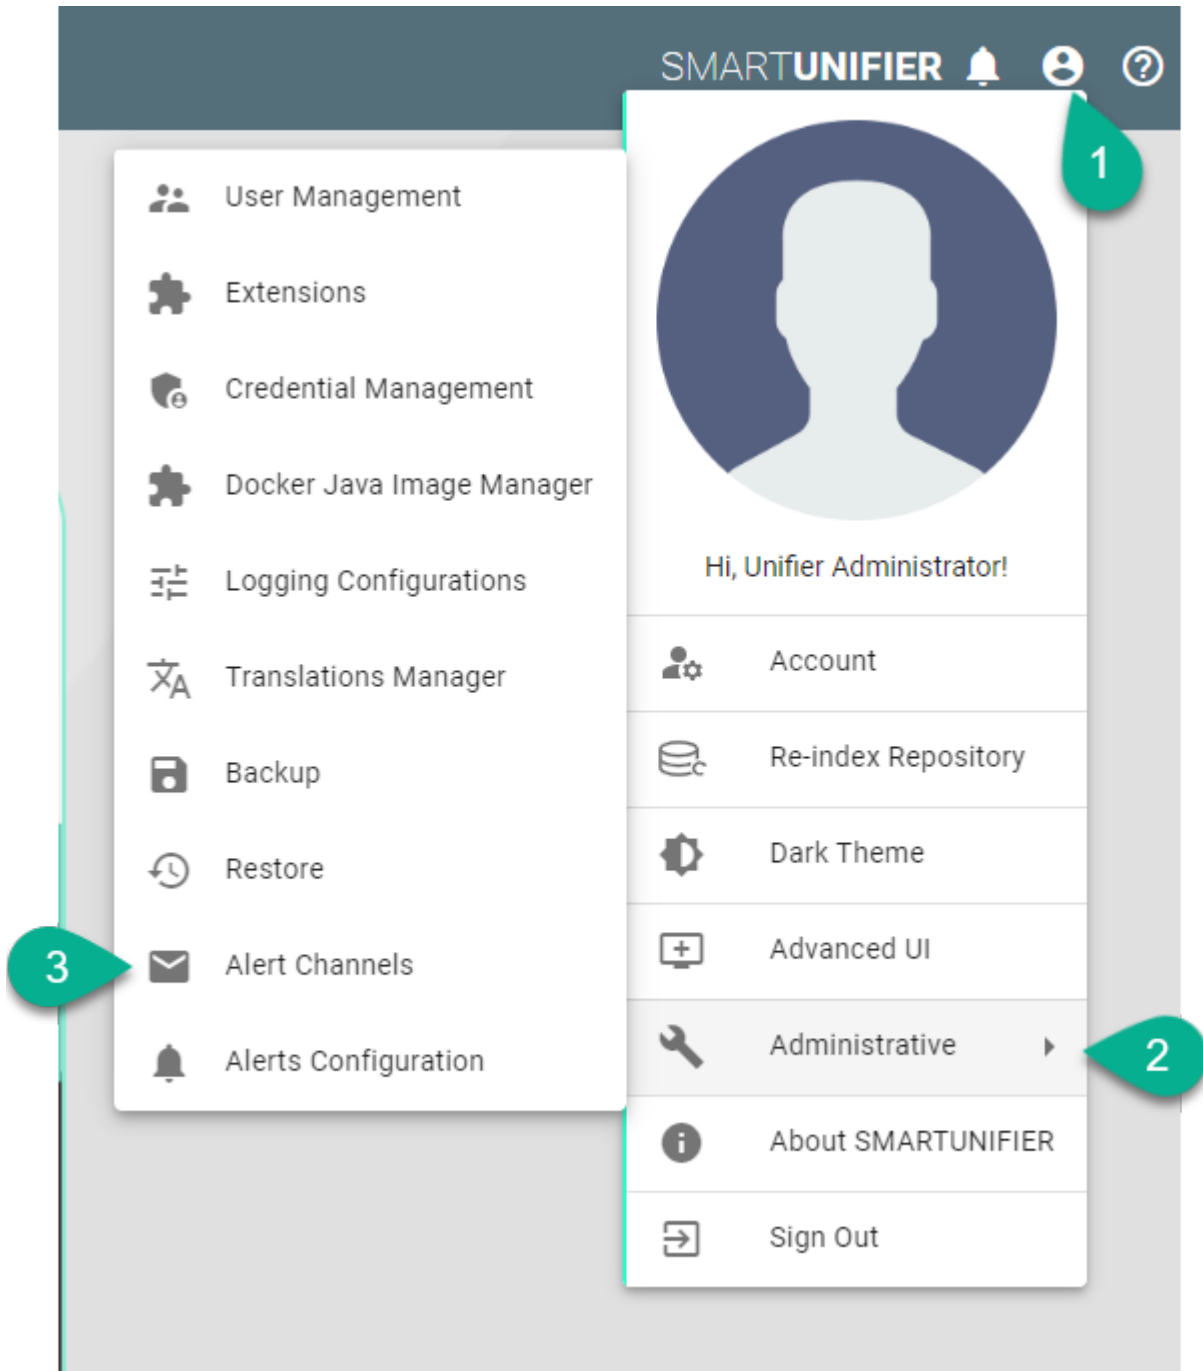 SMARTUNIFIER
1
User Management
Extensions
Credential Management
Docker Java Image Manager
Logging Configurations
Translations Manager
Backup
Restore
3
Alert Channels
Alerts Configuration
Hi, Unifier Administrator!
Account
Re-index Repository
Dark Theme
Advanced UI
Administrative
2
About SMARTUNIFIER
Sign Out